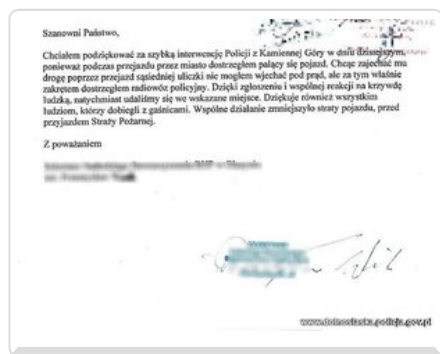 Szanowni Państwo,
Chciałem podziękować za szybką interwencję Policji z Kamiennej Góry w dniu dzisiejszym,
ponieważ podczas przejazdu przez miasto dostrzegłem palący się pojazd. Chcąc zajechać mu
drogę poprzez przejazd sąsiedniej uliczki nie mogłem wjechać pod prąd, ale za tym właśnie
zakrętem dostrzegłem radiowóz policyjny. Dzięki zgłoszeniu i wspólnej reakcji na krzywdę
ludzką, natychmiast udaliśmy się we wskazane miejsce. Dziękuje również wszystkim
ludziom, którzy dobiegli z gaśnicami. Wspólne działanie zmniejszyło straty pojazdu, przed
przyjazdem Straży Pożarnej.
Z poważaniem
www.dolnoslaska.policja.gov.pl